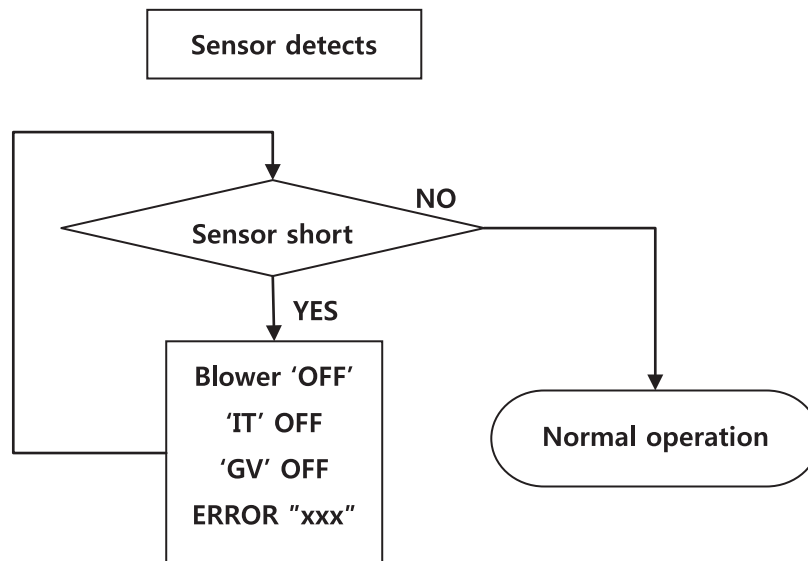 Sensor detects
NO
Sensor short
YES
Blower ‘OFF’
‘IT’ OFF
‘GV’ OFF
ERROR ”xxx”
Normal operation